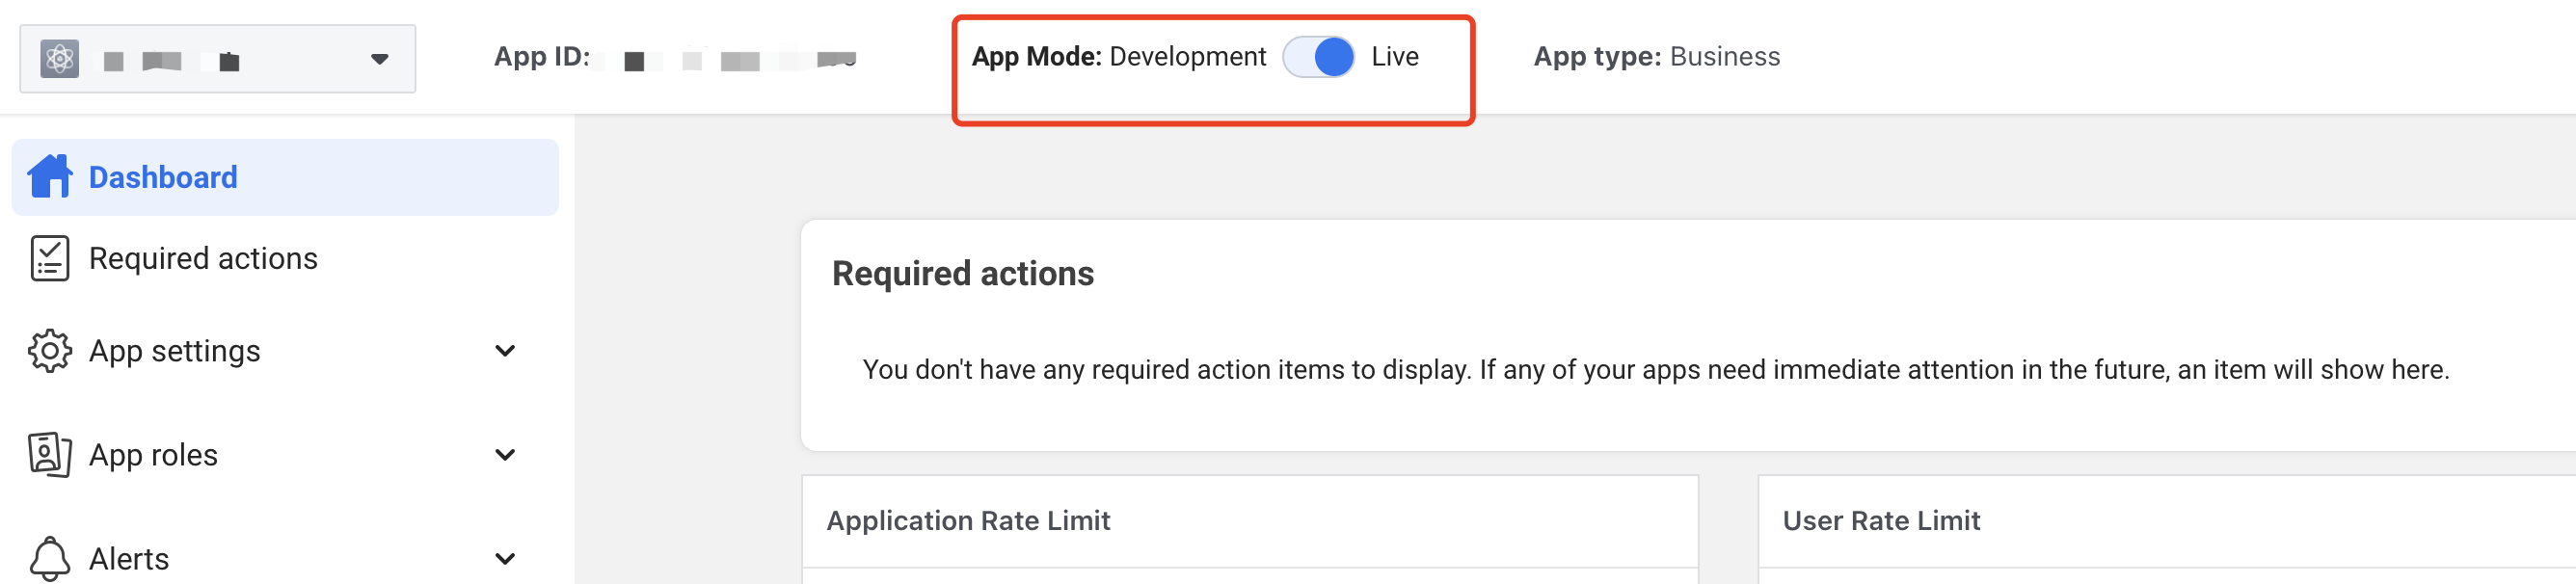 App ID:
App Mode: Development Live
App type: Business
Dashboard
Required actions
App settings
App roles
Alerts
Required actions
You don't have any required action items to display. If any of your apps need immediate attention in the future, an item will show here.
Application Rate Limit
User Rate Limit